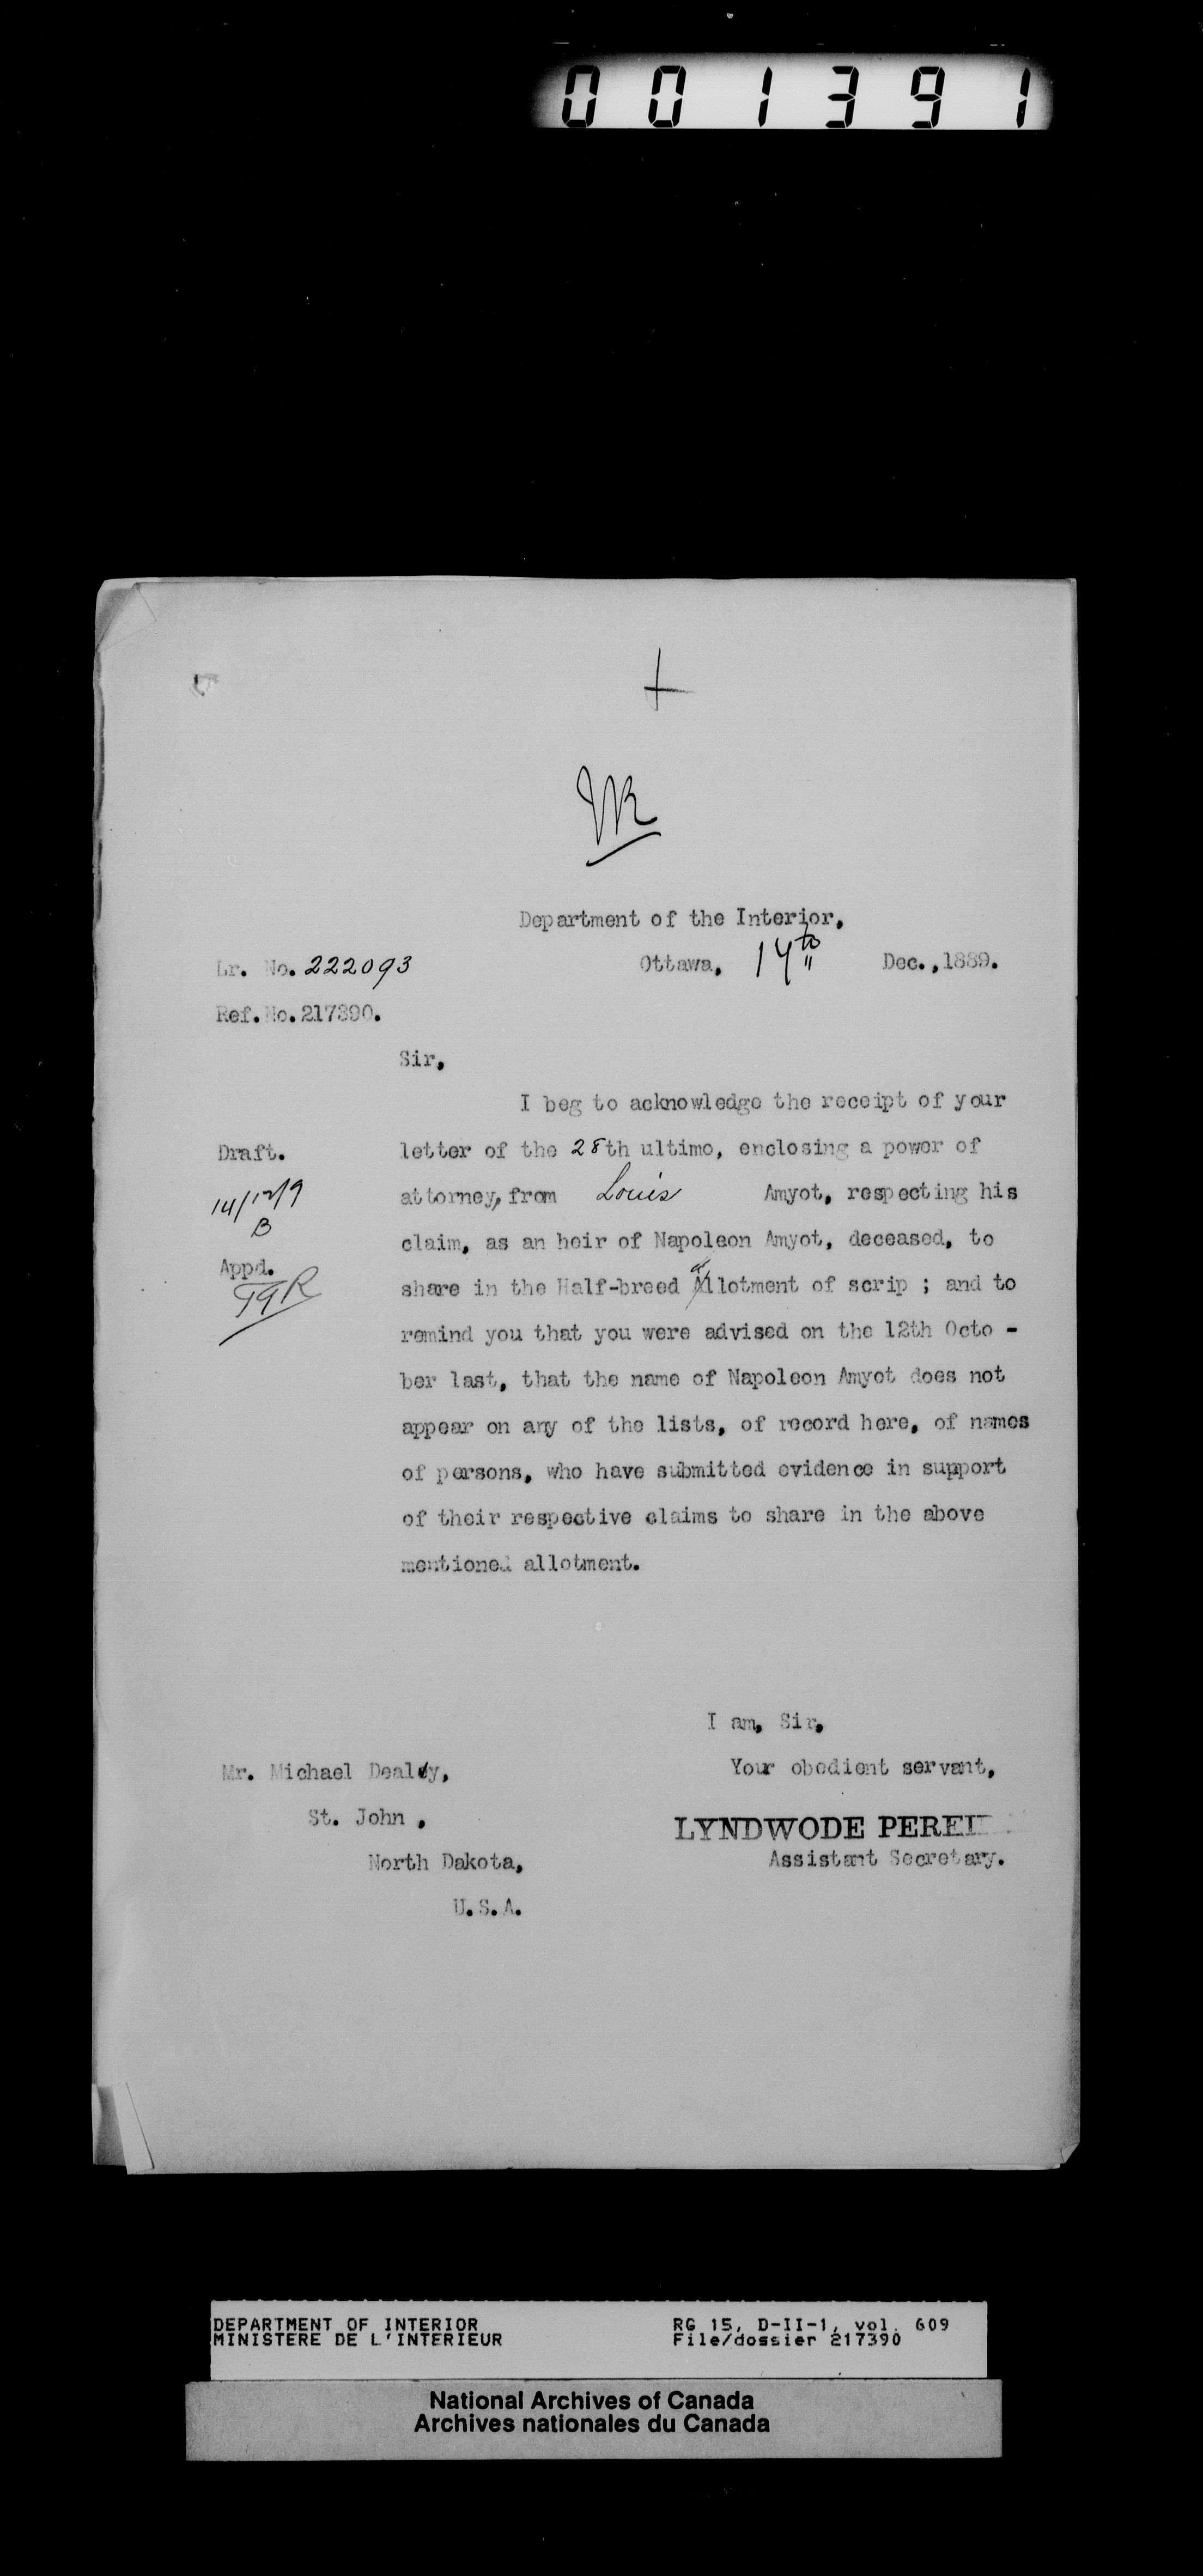 001391
Department of the Interior,
Lr. No. 222093 Ottawa, 14th Dec., 1889.
Ref. No. 217390.
Sir,
I beg to acknowledge the receipt of your
Draft. letter of the 28th ultimo, enclosing a power of
14/12/9 attorney, from Louis Amyot, respecting his
B
claim, as an heir of Napoleon Amyot, deceased, to
Appd.
share in the Half-breed allotment of scrip ; and to
remind you that you were advised on the 12th Octo -
ber last, that the name of Napoleon Amyot does not
appear on any of the lists, of record here, of names
of persons, who have submitted evidence in support
of their respective claims to share in the above
mentioned allotment.
I am, Sir,
Mr. Michael Dealy, Your obedient servant,
St. John , LYNDWODE PEREI
North Dakota, Assistant Secretary.
U.S.A.
DEPARTMENT OF INTERIOR RG 15, D-II-1, vol. 609
MINISTERE DE L'INTERIEUR File/dossier 217390
National Archives of Canada
Archives nationales du Canada